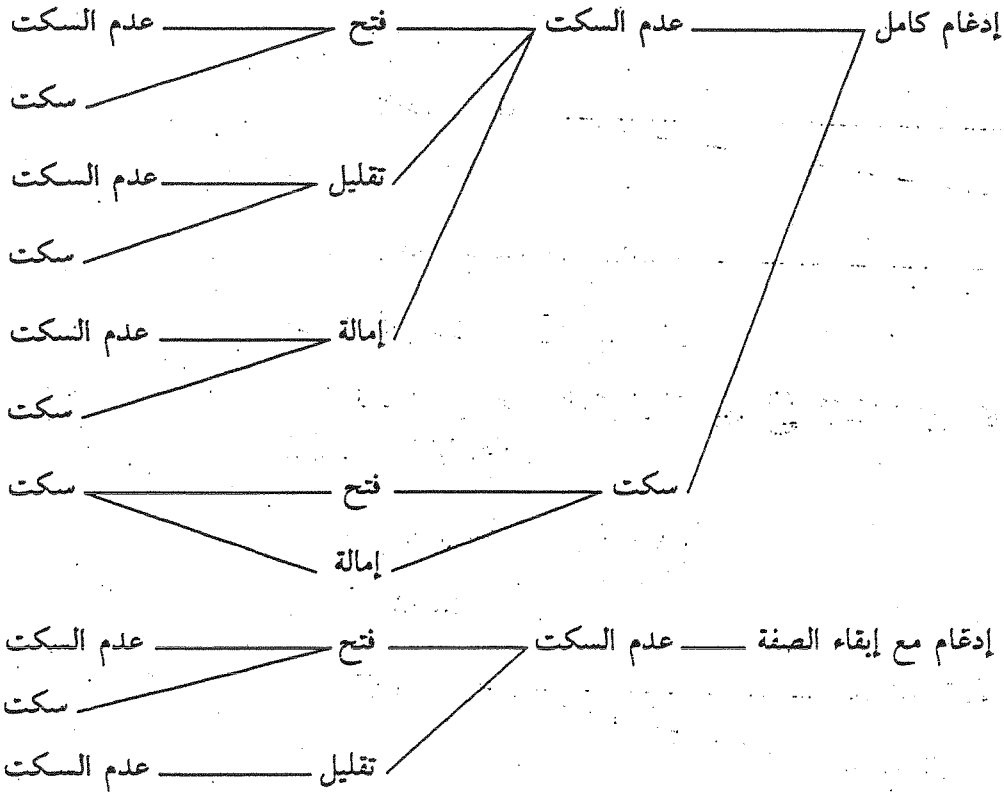 إدغام كامل عدم السكت فتح عدم السكت
سكت
تقليل عدم السكت
سكت
إمالة عدم السكت
سكت
سكت فتح سكت
إمالة
إدغام مع إبقاء الصفة عدم السكت فتح عدم السكت
سكت
تقليل عدم السكت